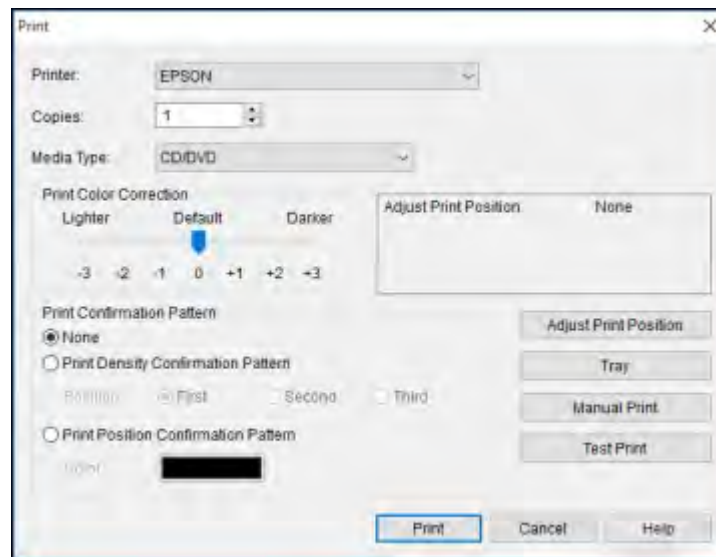 Print
Printer: EPSON
Copies: 1
Media Type: CD/DVD
Print Color Correction
Lighter Default Darker
-3 -2 -1 0 +1 +2 +3
Adjust Print Position None
Print Confirmation Pattern
None
Print Density Confirmation Pattern
Position First Second Third
Print Position Confirmation Pattern
Color
Adjust Print Position
Tray
Manual Print
Test Print
Print Cancel Help